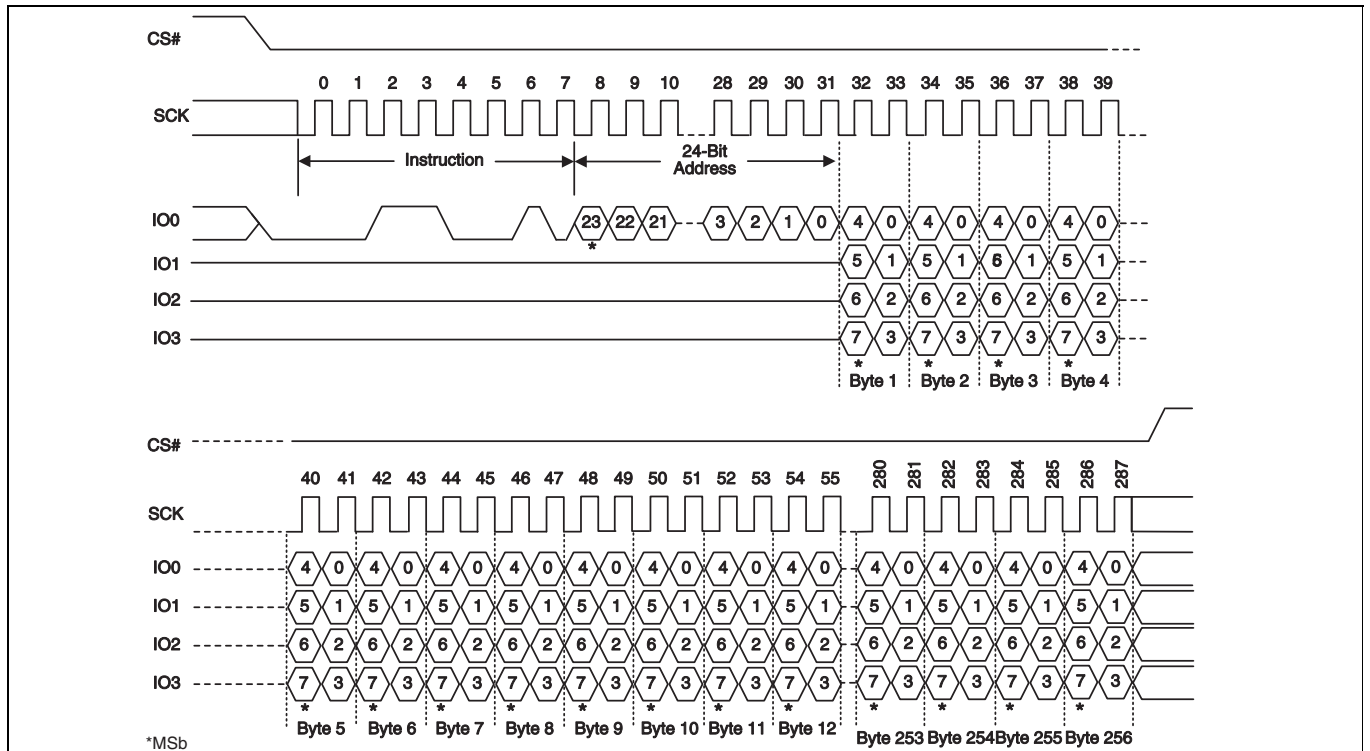 CS#
0 1 2 3 4 5 6 7 8 9 10 28 29 30 31 32 33 34 35 36 37 38 39
SCK
Instruction
24-Bit
Address
IO0 23 22 21 3 2 1 0 4 0 4 0 4 0 4 0
*
IO1 5 1 5 1 6 1 5 1
IO2 6 2 6 2 6 2 6 2
IO3 7 3 7 3 7 3 7 3
* * * *
Byte 1 Byte 2 Byte 3 Byte 4
CS#
40 41 42 43 44 45 46 47 48 49 50 51 52 53 54 55 280 281 282 283 284 285 286 287
SCK
IO0 4 0 4 0 4 0 4 0 4 0 4 0 4 0 4 0 4 0 4 0 4 0 4 0
IO1 5 1 5 1 5 1 5 1 5 1 5 1 5 1 5 1 5 1 5 1 5 1 5 1
IO2 6 2 6 2 6 2 6 2 6 2 6 2 6 2 6 2 6 2 6 2 6 2 6 2
IO3 7 3 7 3 7 3 7 3 7 3 7 3 7 3 7 3 7 3 7 3 7 3 7 3
* * * * * * * * * * * *
Byte 5 Byte 6 Byte 7 Byte 8 Byte 9 Byte 10 Byte 11 Byte 12 Byte 253 Byte 254 Byte 255 Byte 256
*MSb